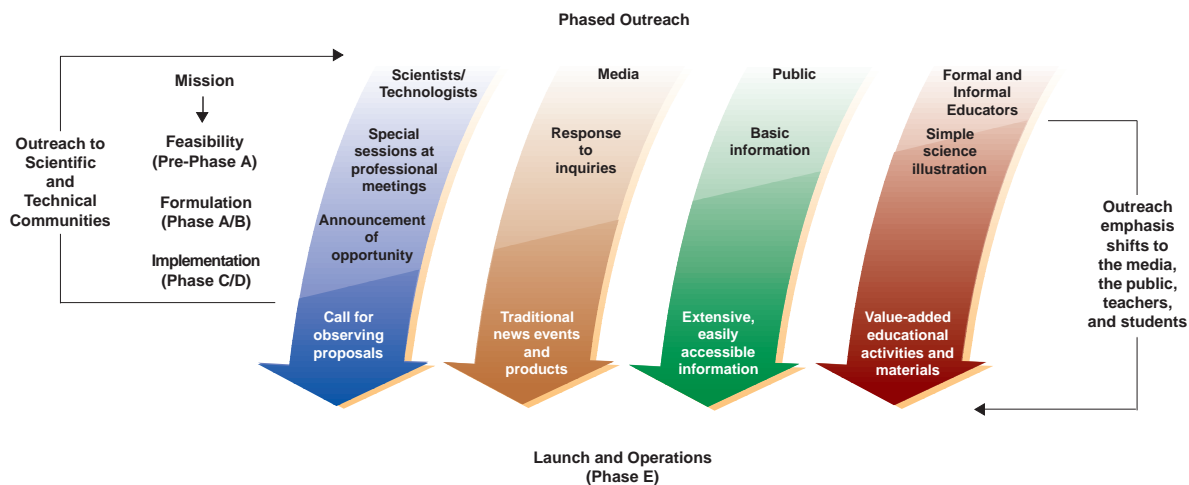 Phased Outreach
Outreach to
Scientific
and
Technical
Communities
Mission
Feasibility
(Pre-Phase A)
Formulation
(Phase A/B)
Implementation
(Phase C/D)
Scientists/
Technologists
Special
sessions at
professional
meetings
Announcement
of
opportunity
Call for
observing
proposals
Media
Response
to
inquiries
Traditional
news events
and
products
Public
Basic
information
Extensive,
easily
accessible
information
Formal and
Informal
Educators
Simple
science
illustration
Value-added
educational
activities and
materials
Outreach
emphasis
shifts to
the media,
the public,
teachers,
and students
Launch and Operations
(Phase E)